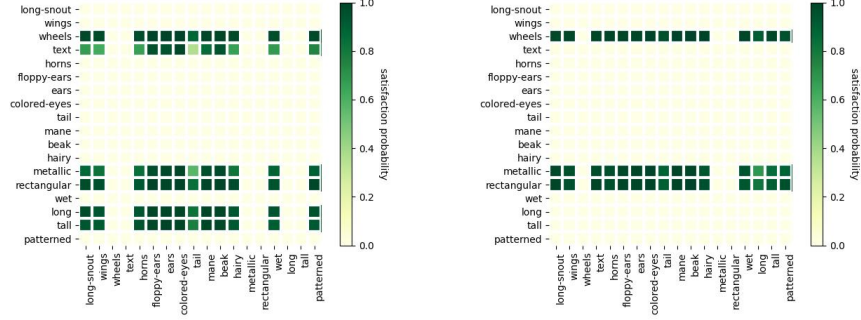 long-snout
wings
wheels
text
horns
floppy-ears
ears
colored-eyes
tail
mane
beak
hairy
metallic
rectangular
wet
long
tall
patterned
long-snout
wings
wheels
text
horns
floppy-ears
ears
colored-eyes
tail
mane
beak
hairy
metallic
rectangular
wet
long
tall
patterned
1.0
0.8
0.6
0.4
0.2
0.0
satisfaction probability
long-snout
wings
wheels
text
horns
floppy-ears
ears
colored-eyes
tail
mane
beak
hairy
metallic
rectangular
wet
long
tall
patterned
long-snout
wings
wheels
text
horns
floppy-ears
ears
colored-eyes
tail
mane
beak
hairy
metallic
rectangular
wet
long
tall
patterned
1.0
0.8
0.6
0.4
0.2
0.0
satisfaction probability